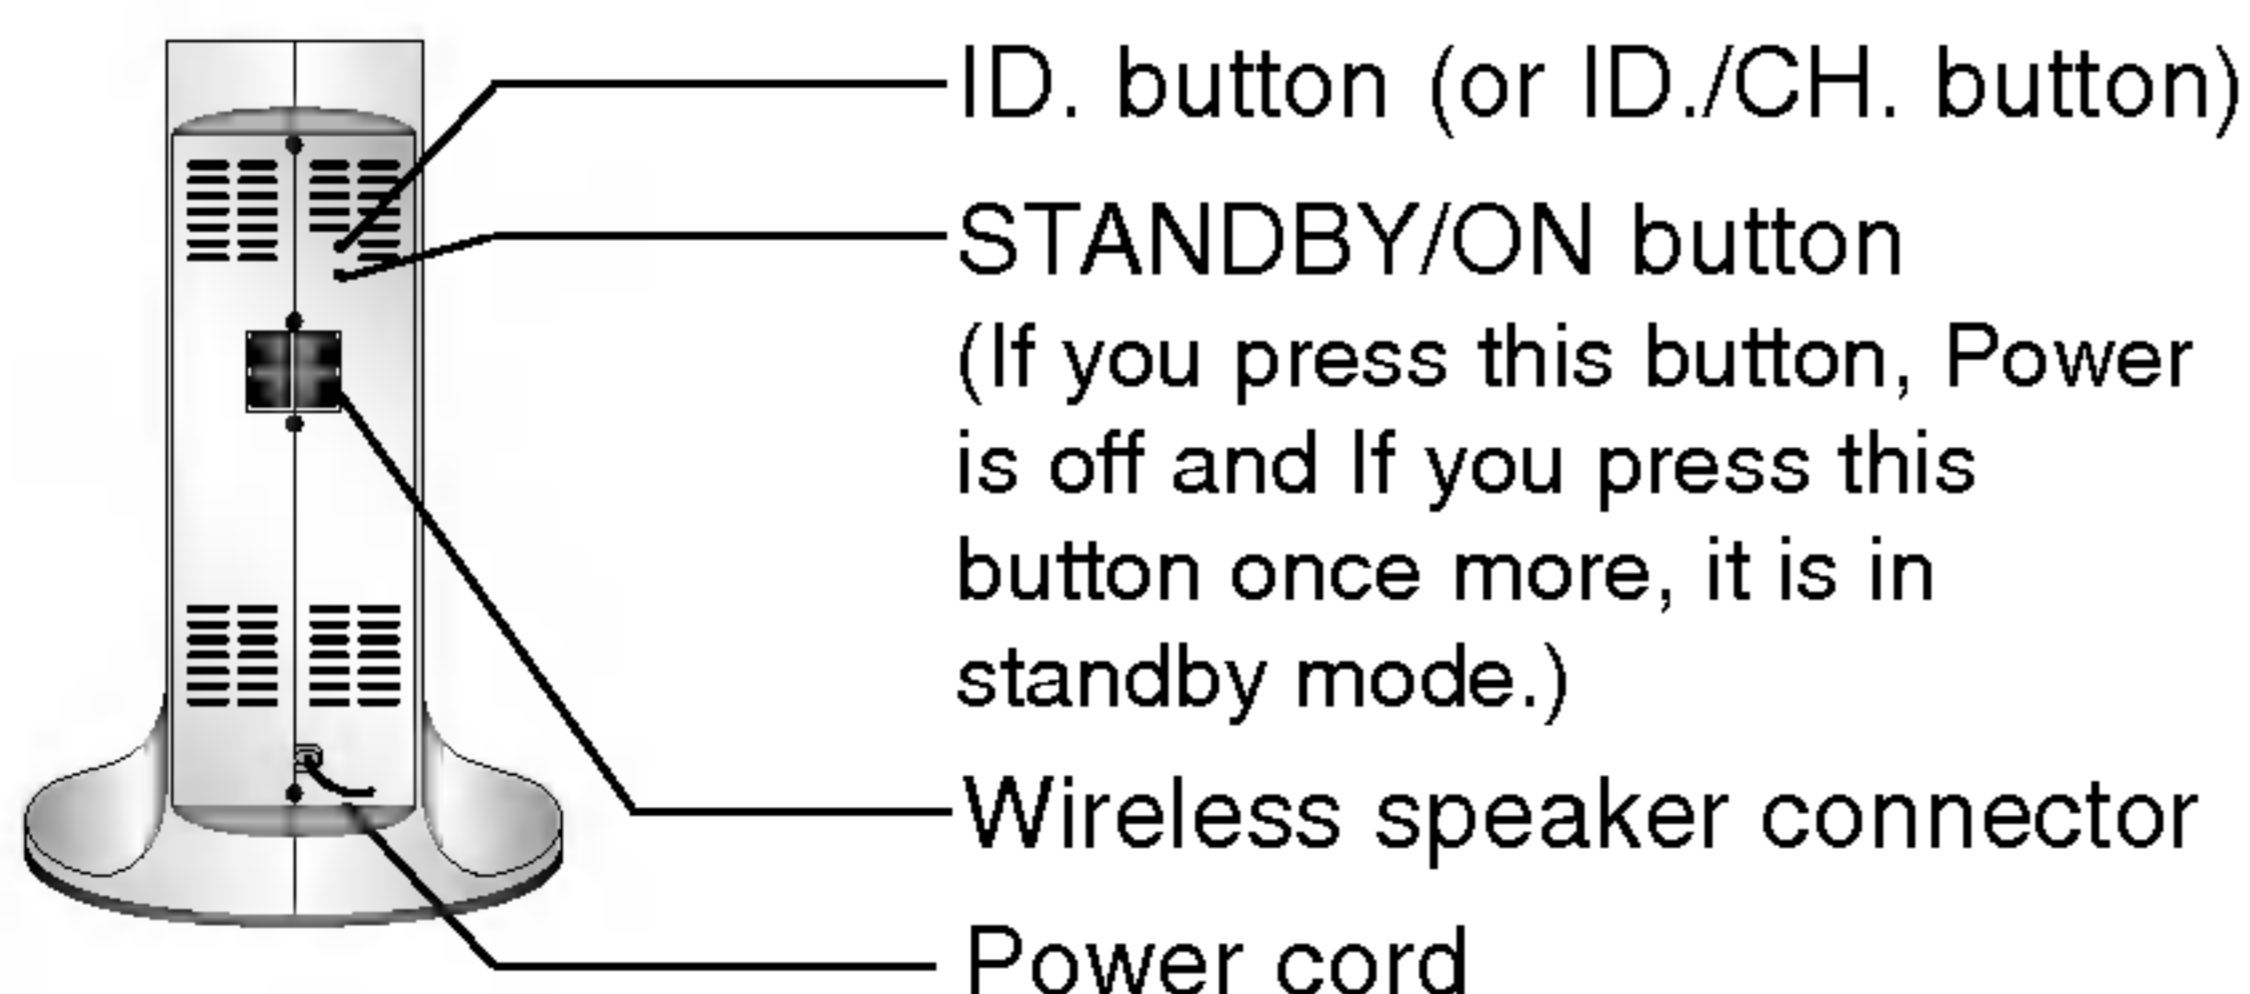 ID. button (or ID./CH. button)
STANDBY/ON button
(If you press this button, Power
is off and If you press this
button once more, it is in
standby mode.)
Wireless speaker connector
Power cord